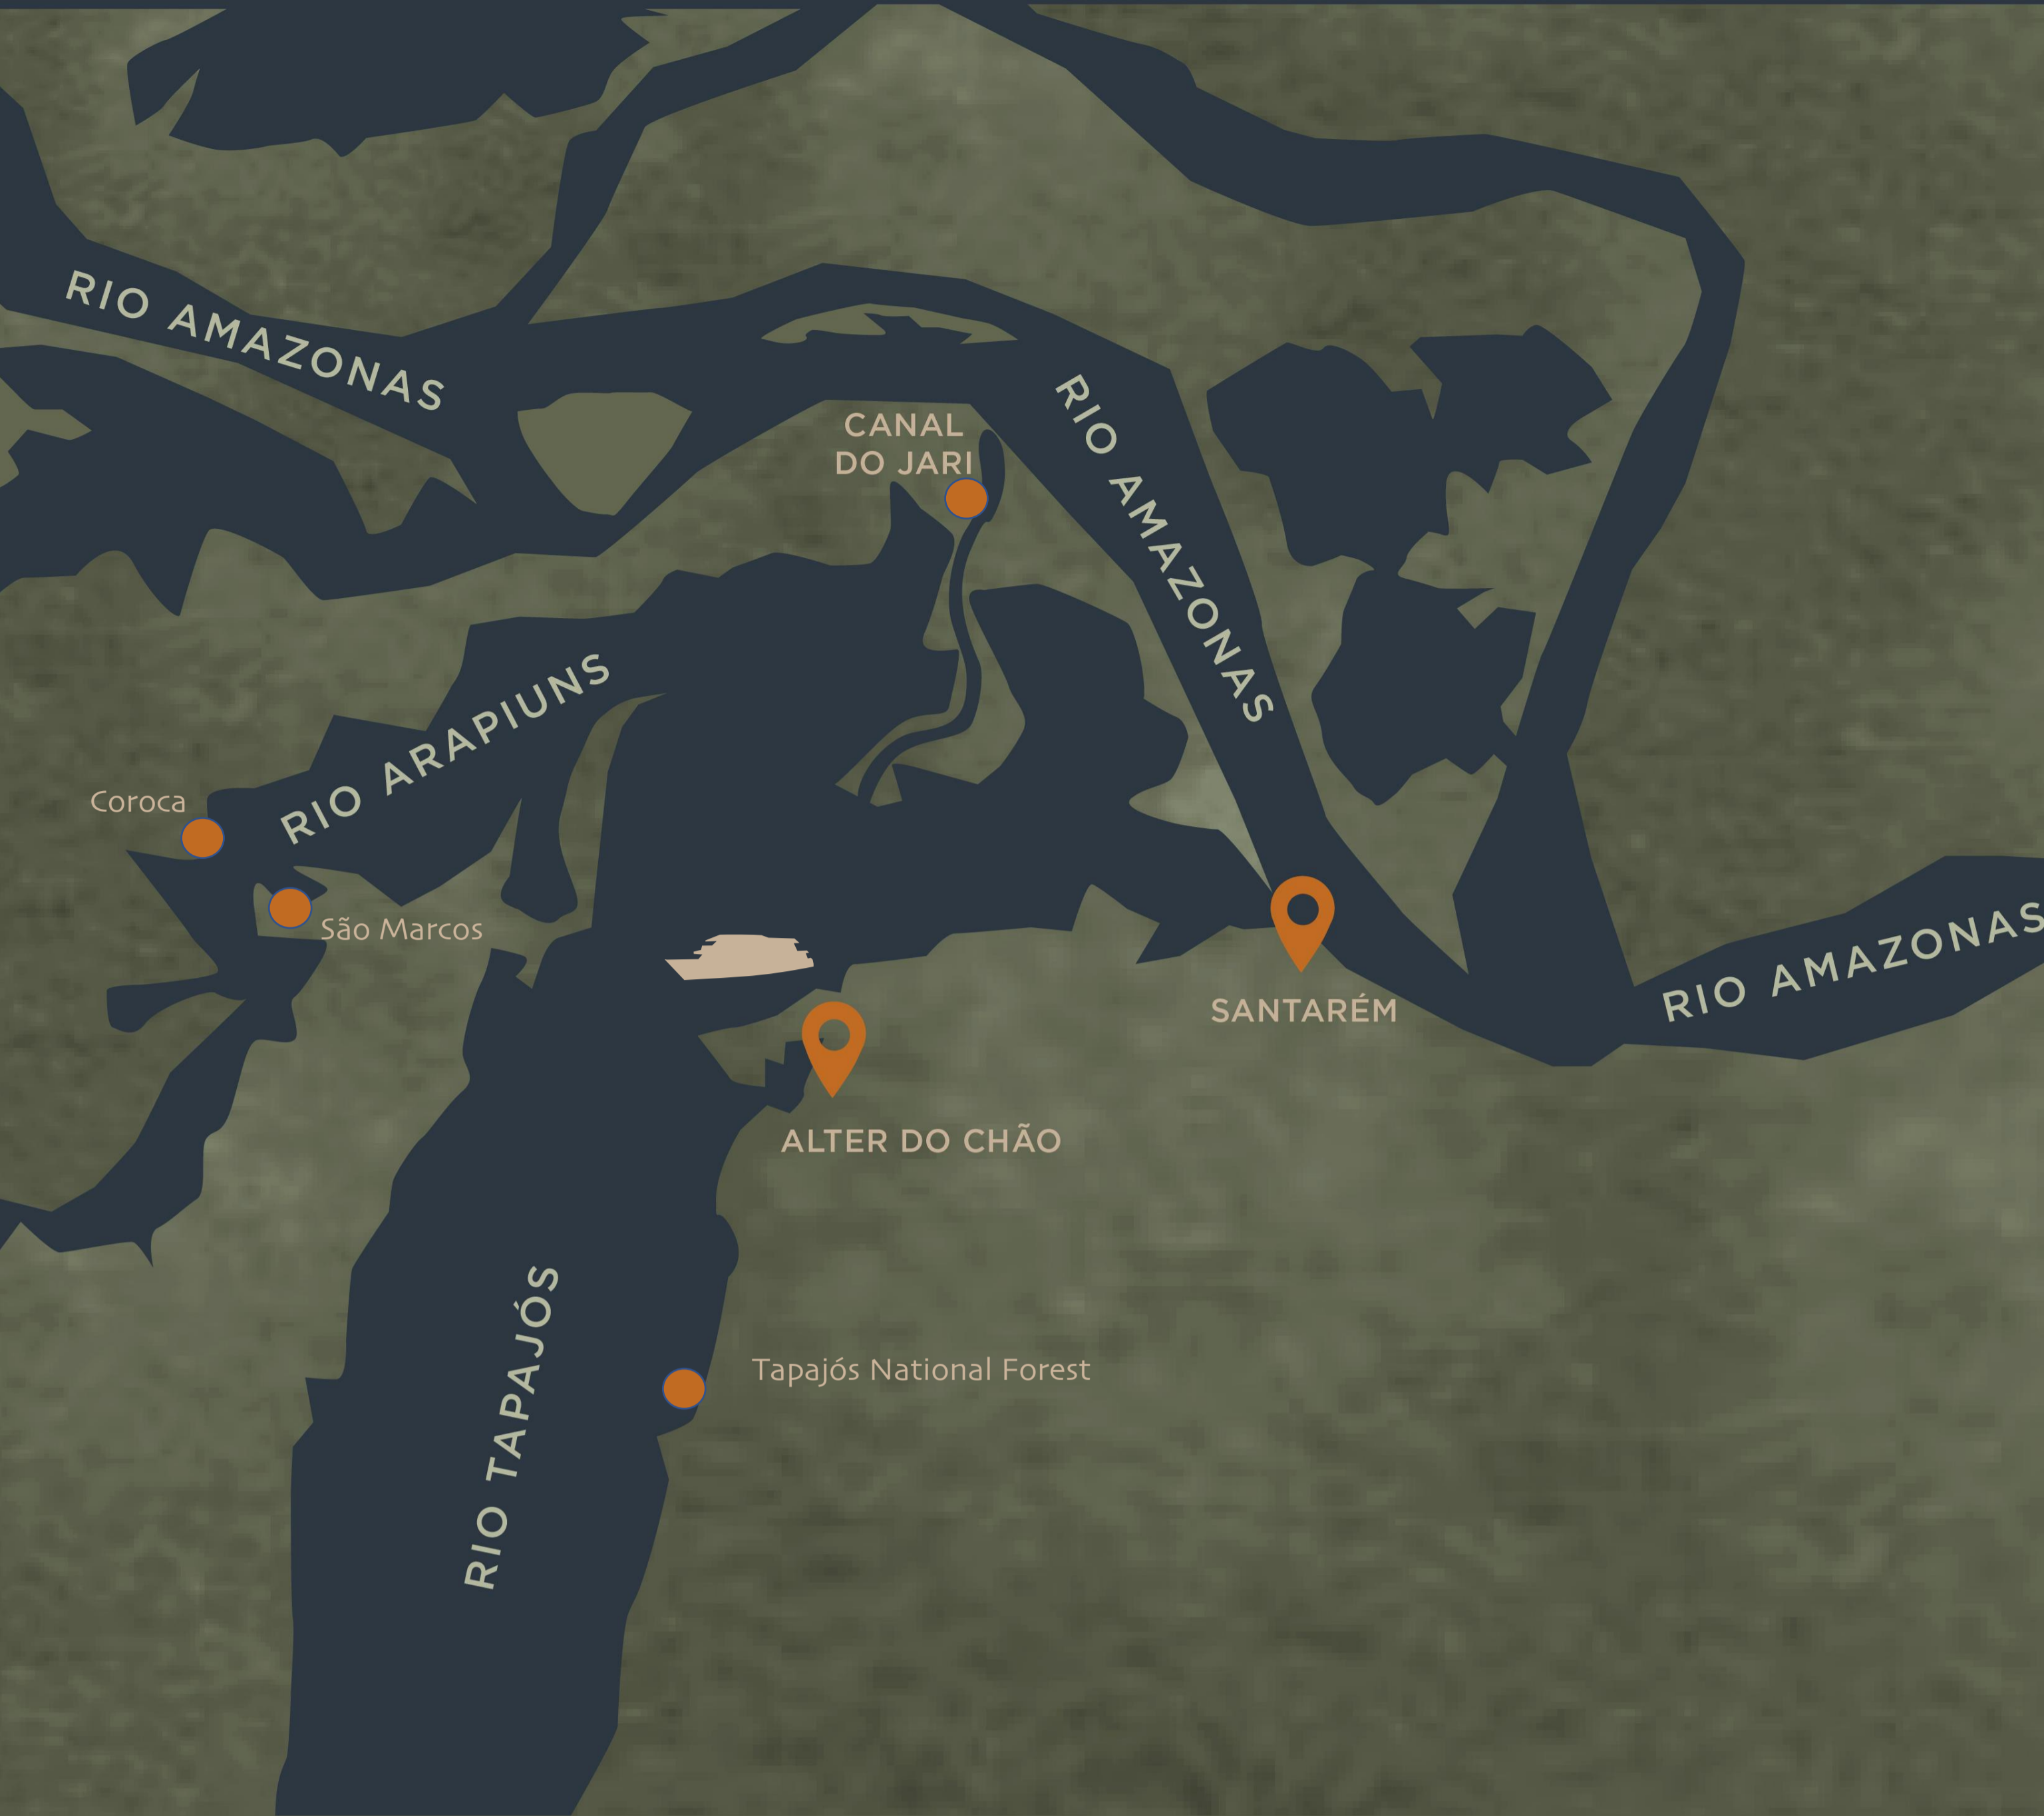 RIO AMAZONAS
CANAL
DO JARI
RIO AMAZONAS
RIO ARAPIUNS
Coroca
São Marcos
RIO AMAZONAS
SANTARÉM
ALTER DO CHÃO
RIO TAPAJÓS
Tapajós National Forest